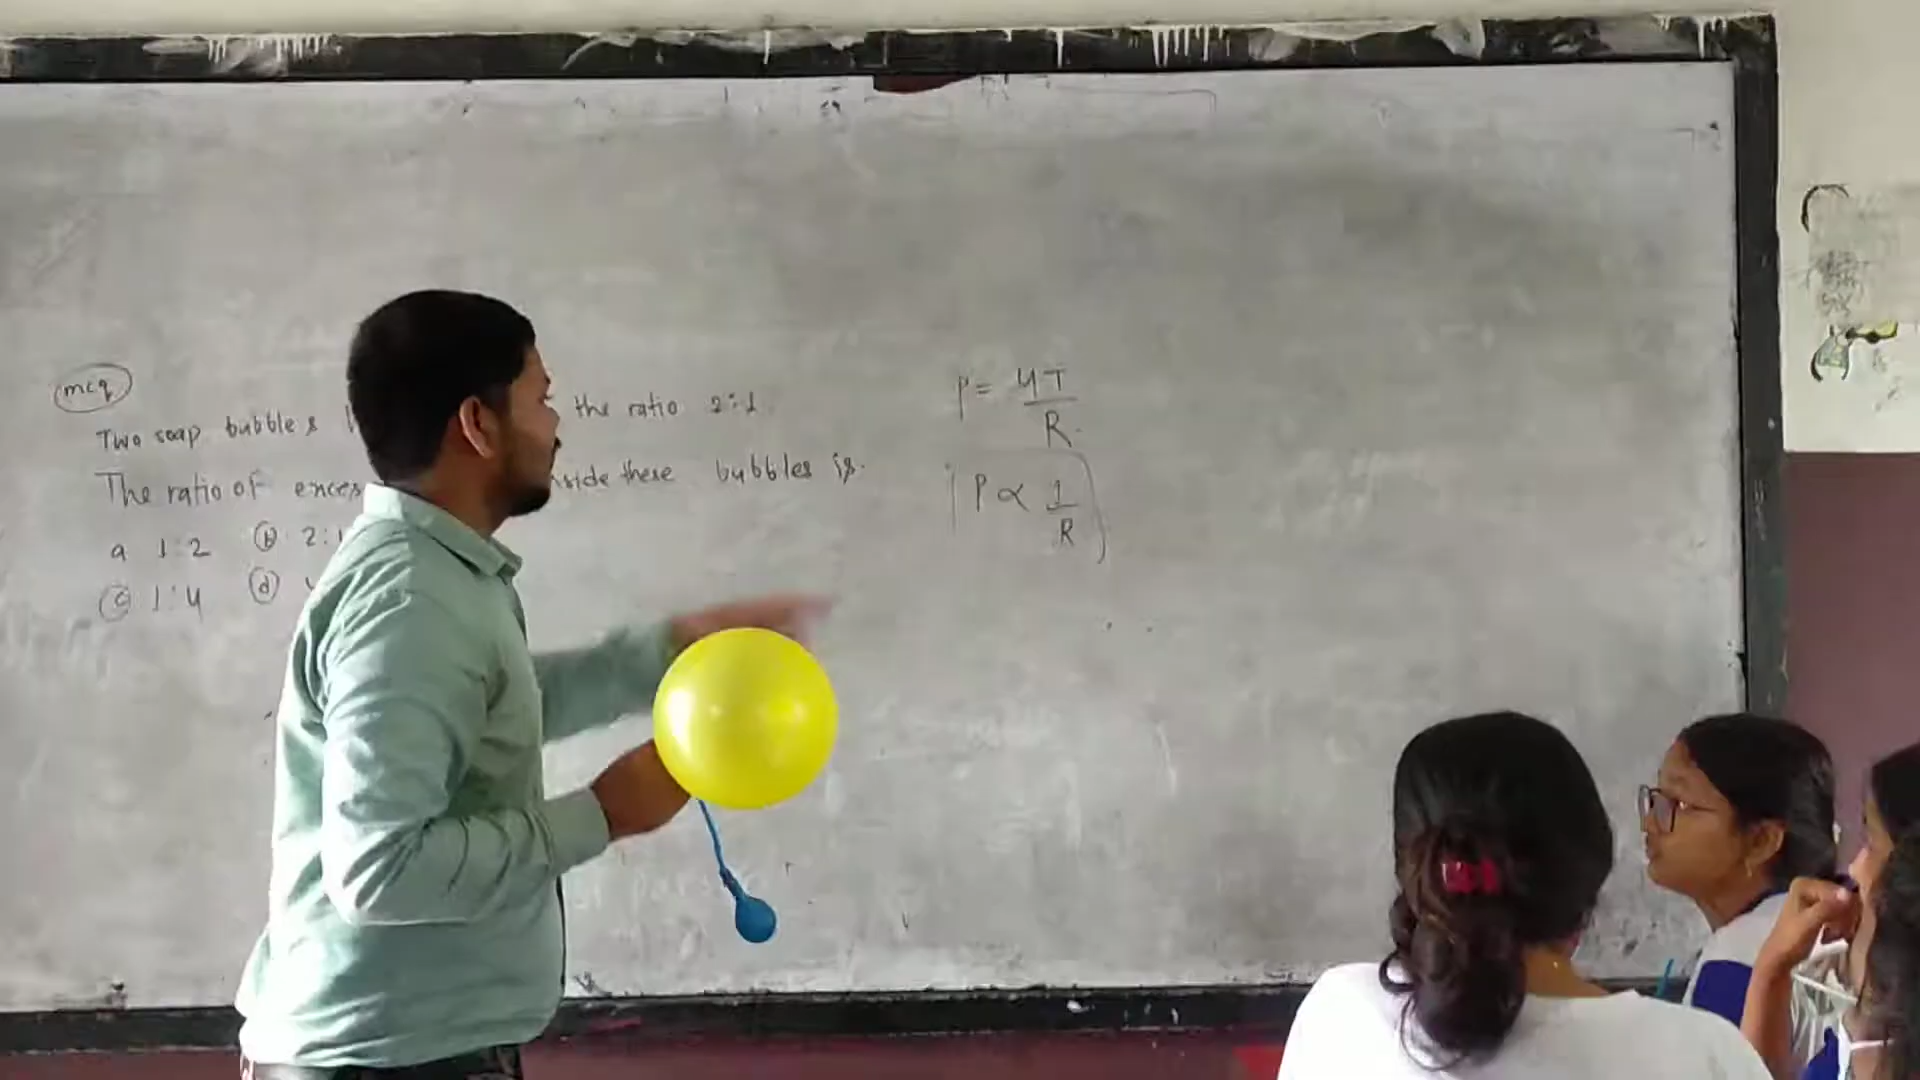 mcq
Two soap bubbles the ratio 2:1.
The ratio of exces side these bubbles is.
a 1:2 (b) 2:1
(c) 1:4 (d)
P = 4T/R.
P ∝ 1/R